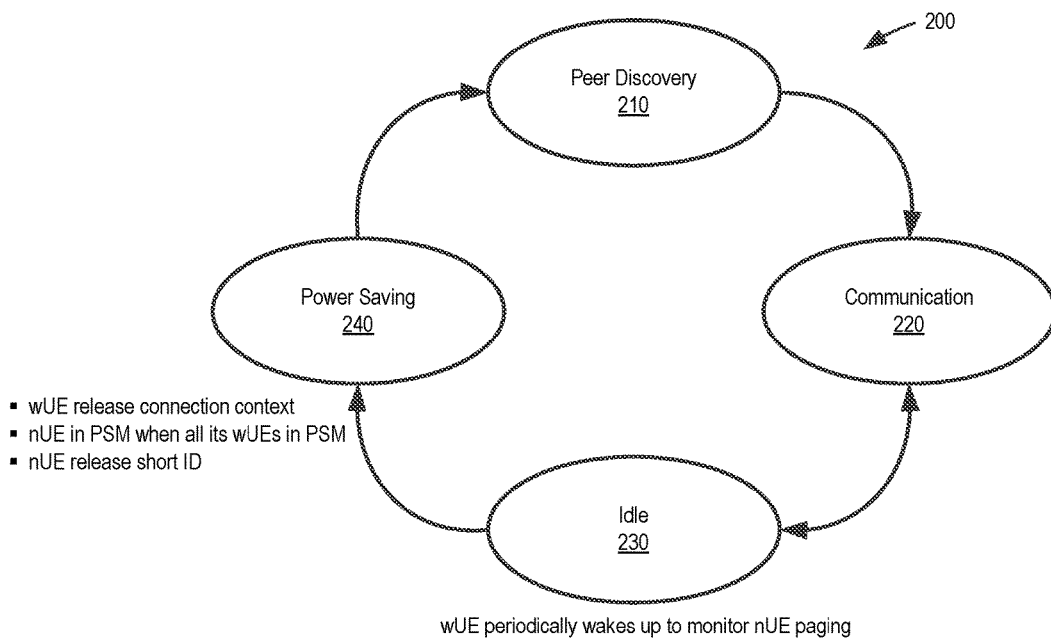 200
Peer Discovery
210
Power Saving
240
Communication
220
▪ wUE release connection context
▪ nUE in PSM when all its wUEs in PSM
▪ nUE release short ID
Idle
230
wUE periodically wakes up to monitor nUE paging